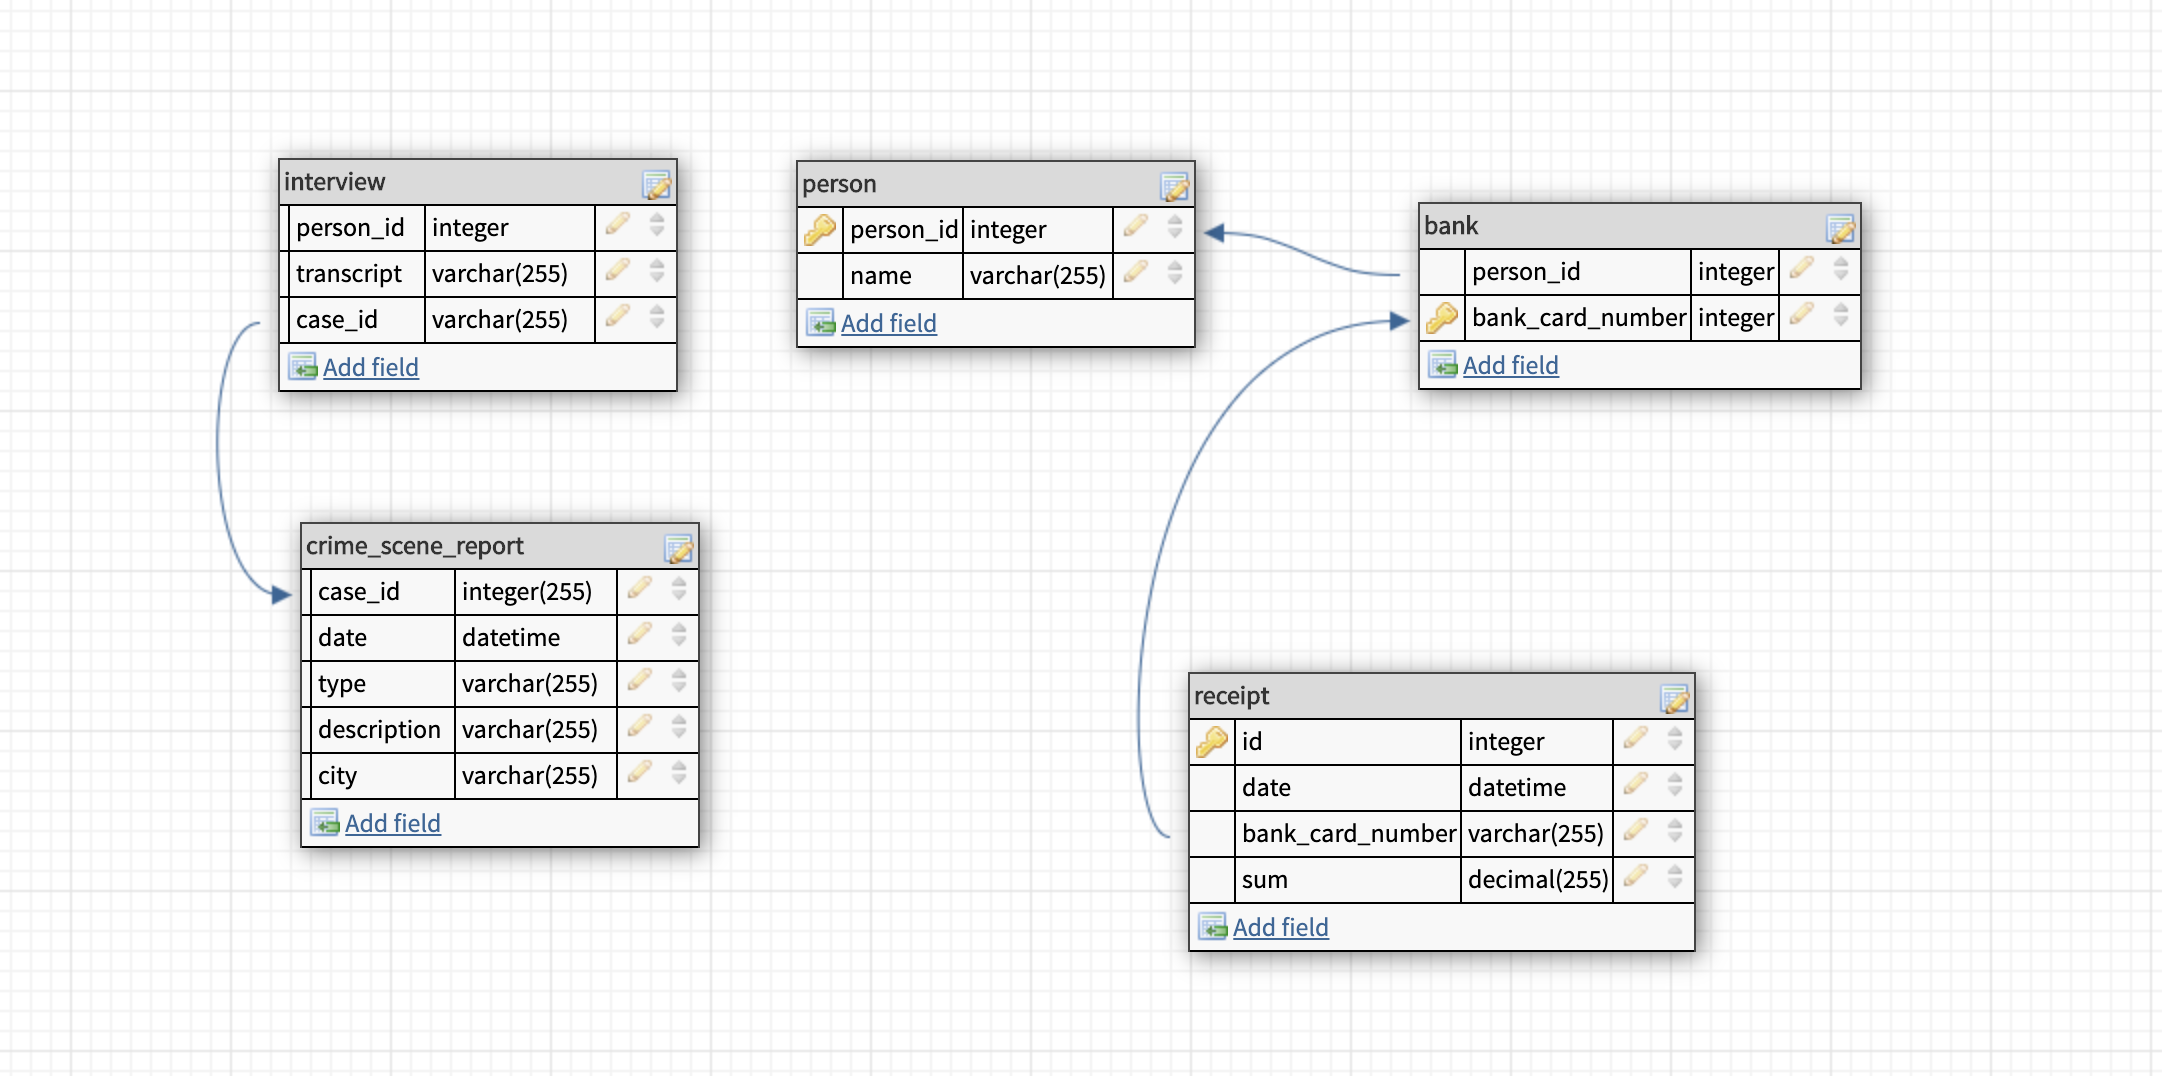 interview
person_id integer
transcript varchar(255)
case_id varchar(255)
Add field
person
person_id integer
name varchar(255)
Add field
bank
person_id integer
bank_card_number integer
Add field
crime_scene_report
case_id integer(255)
date datetime
type varchar(255)
description varchar(255)
city varchar(255)
Add field
receipt
id integer
date datetime
bank_card_number varchar(255)
sum decimal(255)
Add field